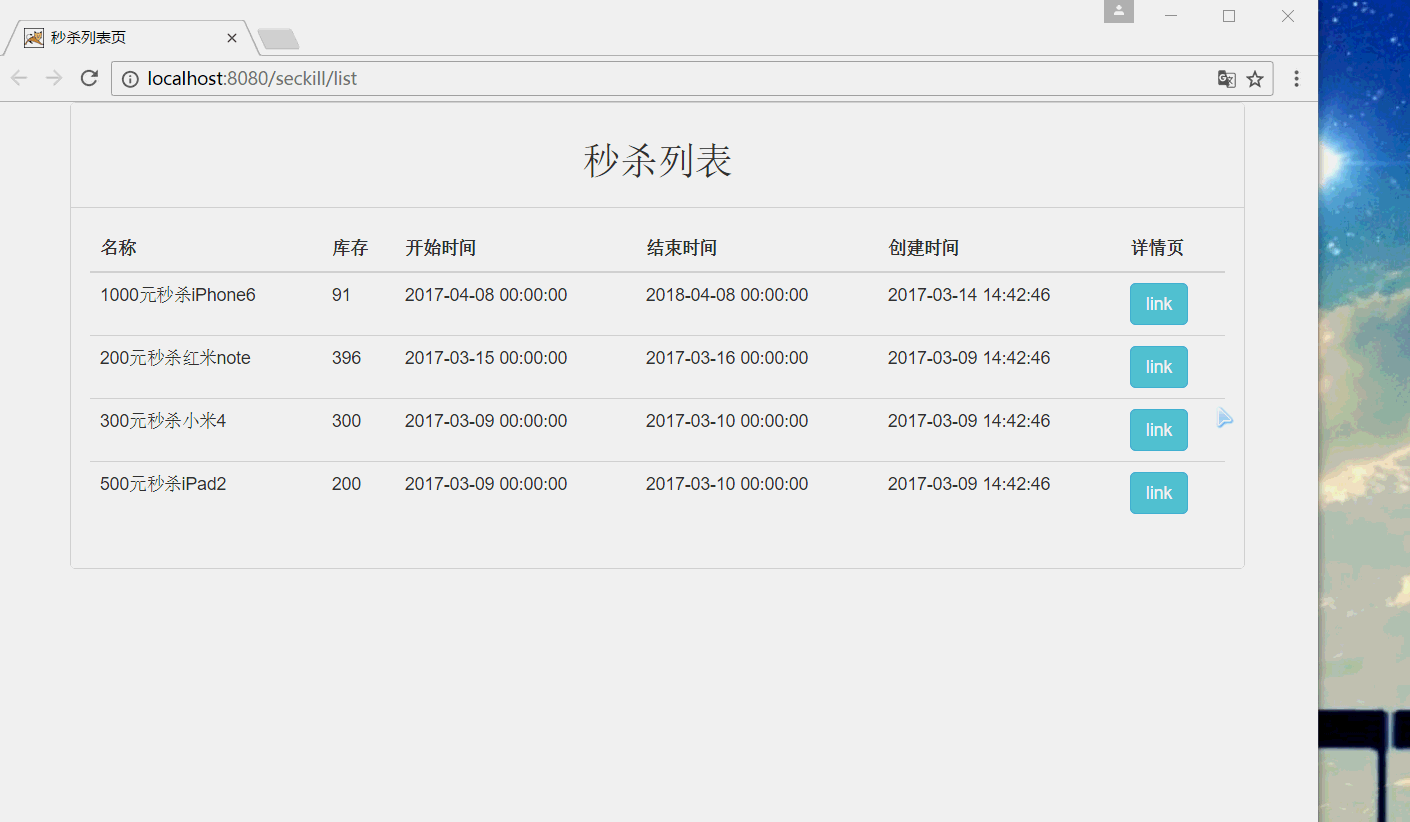 秒杀列表页
localhost:8080/seckill/list
秒杀列表
名称 库存 开始时间 结束时间 创建时间 详情页
1000元秒杀iPhone6 91 2017-04-08 00:00:00 2018-04-08 00:00:00 2017-03-14 14:42:46 link
200元秒杀红米note 396 2017-03-15 00:00:00 2017-03-16 00:00:00 2017-03-09 14:42:46 link
300元秒杀小米4 300 2017-03-09 00:00:00 2017-03-10 00:00:00 2017-03-09 14:42:46 link
500元秒杀iPad2 200 2017-03-09 00:00:00 2017-03-10 00:00:00 2017-03-09 14:42:46 link